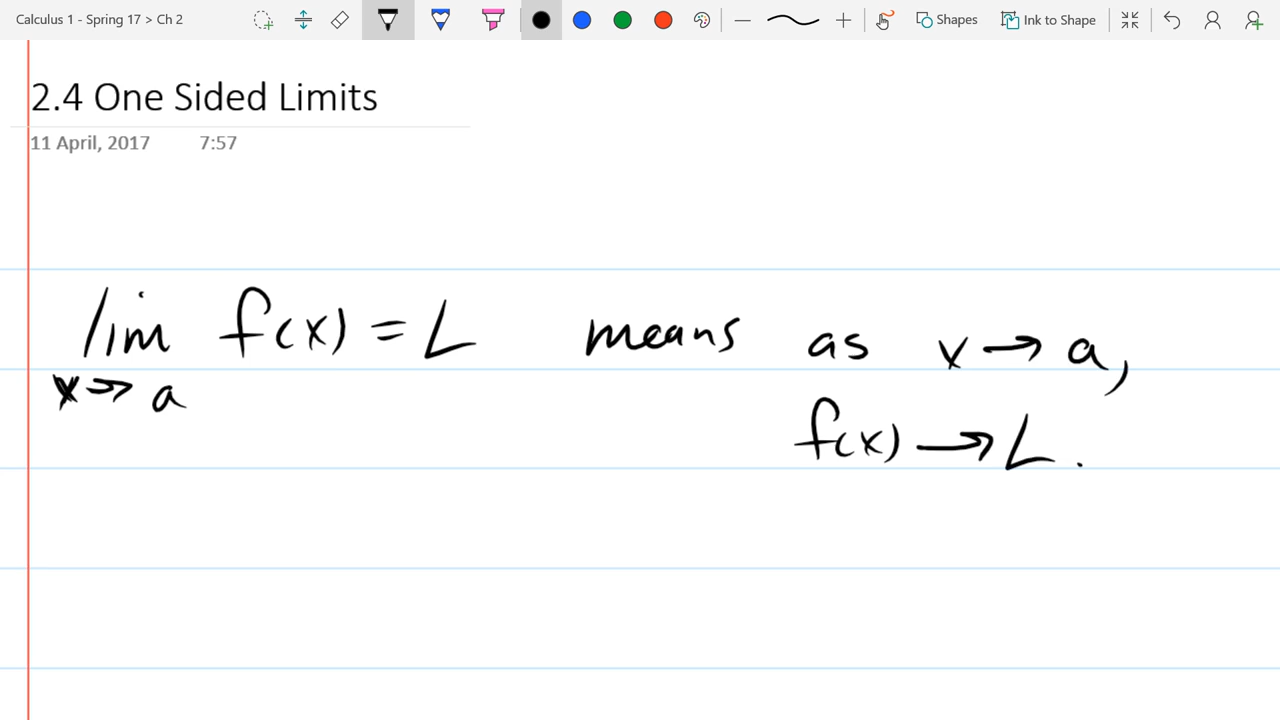 Calculus 1 - Spring 17 > Ch 2
Shapes
Ink to Shape
2.4 One Sided Limits
11 April, 2017 7:57
lim f(x) = L means as x → a,
x → a
f(x) → L.